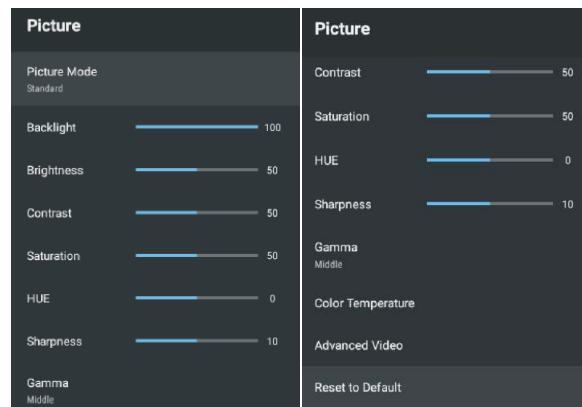 Picture
Picture Mode
Standard
Backlight 100
Brightness 50
Contrast 50
Saturation 50
HUE 0
Sharpness 10
Gamma
Middle
Picture
Contrast 50
Saturation 50
HUE 0
Sharpness 10
Gamma
Middle
Color Temperature
Advanced Video
Reset to Default